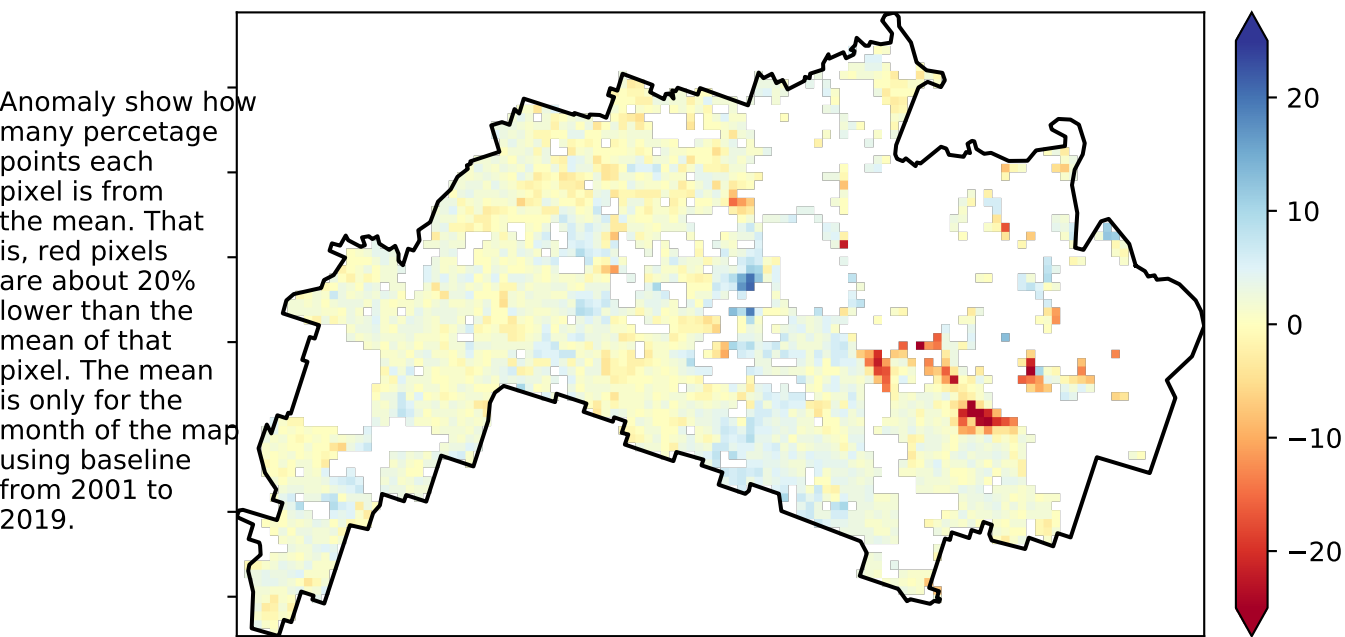 Anomaly show how
many percetage
points each
pixel is from
the mean. That
is, red pixels
are about 20%
lower than the
mean of that
pixel. The mean
is only for the
month of the map
using baseline
from 2001 to
2019.
20
10
0
−10
−20